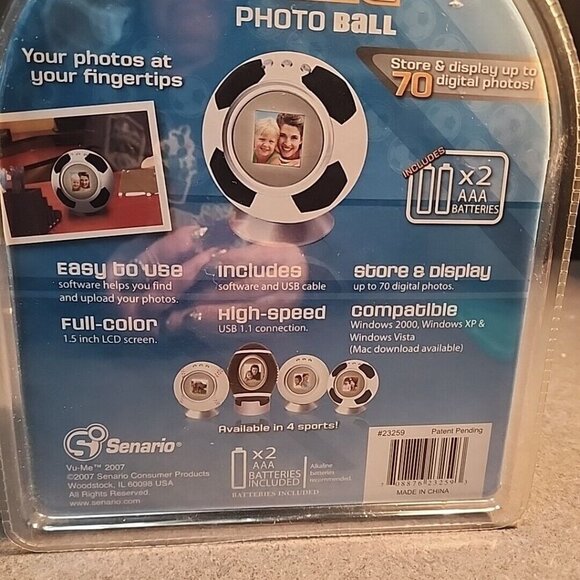 PHOTO BALL
Your photos at
your fingertips
Store & display up to
70 digital photos!
INCLUDES
x2
AAA
BATTERIES
Easy to use
software helps you find
and upload your photos.
includes
software and USB cable
store & display
up to 70 digital photos.
Full-color
1.5 inch LCD screen.
High-speed
USB 1.1 connection.
compatible
Windows 2000, Windows XP &
Windows Vista
(Mac download available)
Available in 4 sports!
Senario®
Vu-Me™ 2007
©2007 Senario Consumer Products
Woodstock, IL 60098 USA
All Rights Reserved.
www.senario.com
x2
AAA
BATTERIES
INCLUDED
BATTERIES INCLUDED
Alkaline
batteries
recommended.
#23259
Patent Pending
7 08876 23259 3
MADE IN CHINA